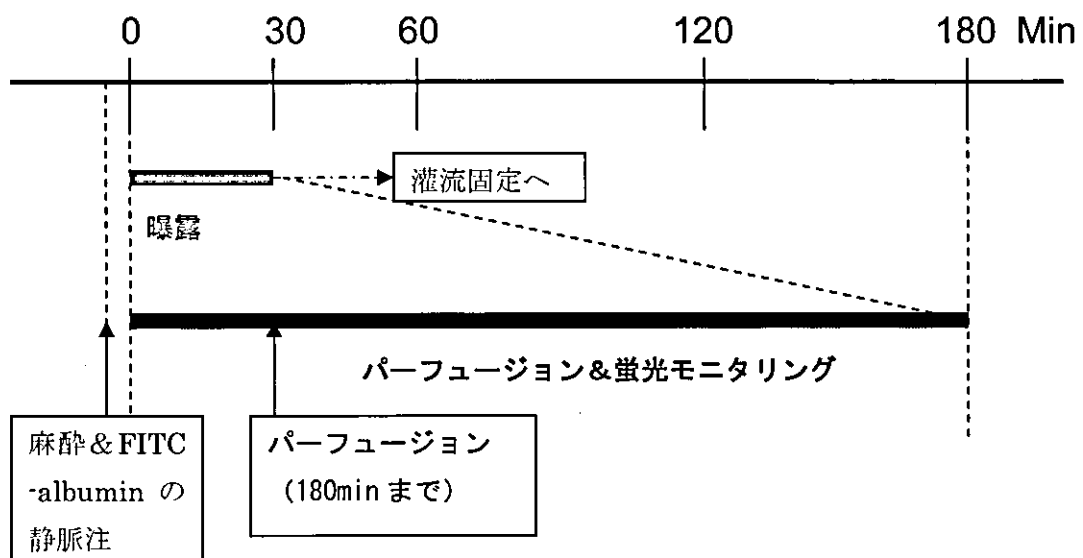 0 30 60 120 180 Min
灌流固定へ
曝露
パーフュージョン&蛍光モニタリング
麻酔&FITC
-albumin の
静脈注
パーフュージョン
(180min まで)